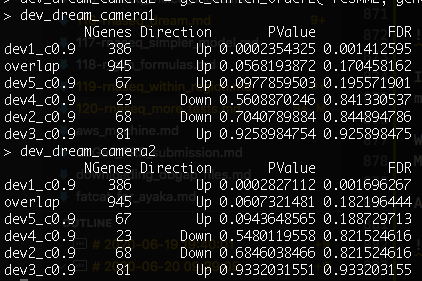 > dev_dream_camera1
NGenes Direction PValue FDR
dev1_c0.9 386 Up 0.0002354325 0.001412595
overlap 945 Up 0.0568193872 0.170458162
dev5_c0.9 67 Up 0.0977859503 0.195571901
dev4_c0.9 23 Down 0.5608870246 0.841330537
dev2_c0.9 68 Down 0.7040789884 0.844894786
dev3_c0.9 81 Up 0.9258984754 0.925898475
> dev_dream_camera2
NGenes Direction PValue FDR
dev1_c0.9 386 Up 0.0002827112 0.001696267
overlap 945 Up 0.0607321481 0.182196444
dev5_c0.9 67 Up 0.0943648565 0.188729713
dev4_c0.9 23 Down 0.5480119558 0.821524616
dev2_c0.9 68 Down 0.6846038466 0.821524616
dev3_c0.9 81 Up 0.9332031551 0.933203155